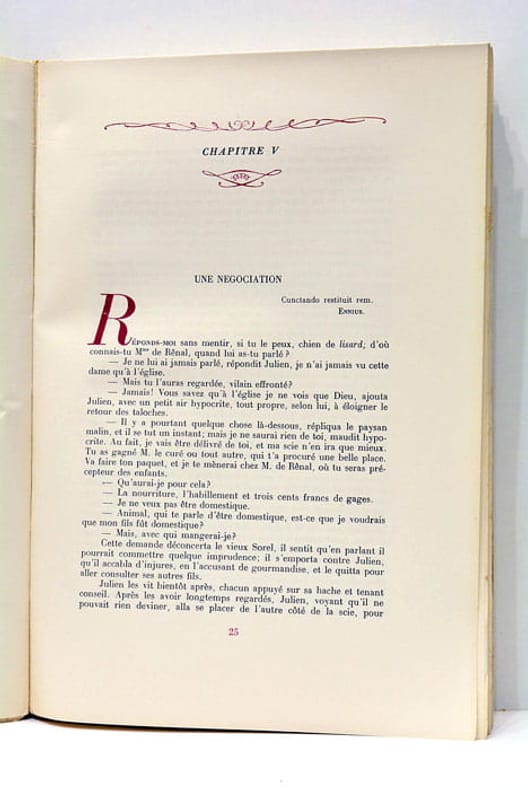 CHAPITRE V
UNE NEGOCIATION
Cunctando restituit rem.
Ennius.
Réponds-moi sans mentir, si tu le peux, chien de lisard; d'où
connais-tu Mme de Rênal, quand lui as-tu parlé?
— Je ne lui ai jamais parlé, répondit Julien, je n'ai jamais vu cette
dame qu'à l'église.
— Mais tu l'auras regardée, vilain effronté?
— Jamais! Vous savez qu'à l'église je ne vois que Dieu, ajouta
Julien, avec un petit air hypocrite, tout propre, selon lui, à éloigner le
retour des taloches.
— Il y a pourtant quelque chose là-dessous, répliqua le paysan
malin, et il se tut un instant; mais je ne saurai rien de toi, maudit hypo-
crite. Au fait, je vais être délivré de toi, et ma scie n'en ira que mieux.
Tu as gagné M. le curé ou tout autre, qui t'a procuré une belle place.
Va faire ton paquet, et je te mènerai chez M. de Rênal, où tu seras pré-
cepteur des enfants.
— Qu'aurai-je pour cela?
— La nourriture, l'habillement et trois cents francs de gages.
— Je ne veux pas être domestique.
— Animal, qui te parle d'être domestique, est-ce que je voudrais
que mon fils fût domestique?
— Mais, avec qui mangerai-je?
Cette demande déconcerta le vieux Sorel, il sentit qu'en parlant il
pourrait commettre quelque imprudence; il s'emporta contre Julien,
qu'il accabla d'injures, en l'accusant de gourmandise, et le quitta pour
aller consulter ses autres fils.
Julien les vit bientôt après, chacun appuyé sur sa hache et tenant
conseil. Après les avoir longtemps regardés, Julien, voyant qu'il ne
pouvait rien deviner, alla se placer de l'autre côté de la scie, pour
25